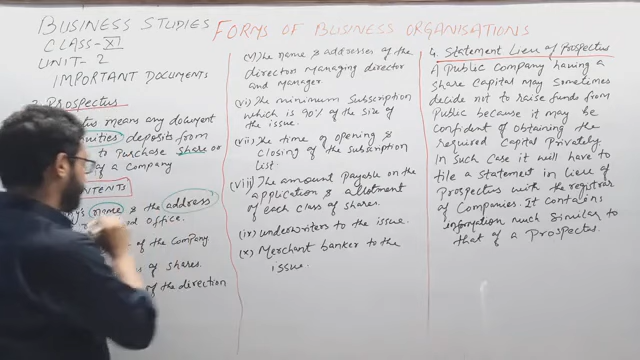 BUSINESS STUDIES
FORMS OF BUSINESS ORGANISATIONS
CLASS-XI
UNIT-2
IMPORTANT DOCUMENTS
Prospectus
means any document
deposits from
to Purchase share or
of a Company
name & the address
office.
of the Company
of shares.
of the direction
(v) The name & addresses of the
director Managing director
and Manager
(vi) The minimum Subscription
which is 90% of the size of
the issue.
(vii) The time of opening &
closing of the subscription
list.
(viii) The amount Payable on the
application & allotment
of each class of shares.
(ix) underwriters to the issue.
(x) Merchant banker to the
issue.
4. Statement Lieu of Prospectus
A Public Company having a
share capital may sometimes
decide not to raise funds from
Public because it may be
confident of obtaining the
required Capital Privately.
In such case it will have to
file a statement in Lieu of
Prospectus with the registrar
of Companies. It contains
information much similar to
that of a Prospectus.